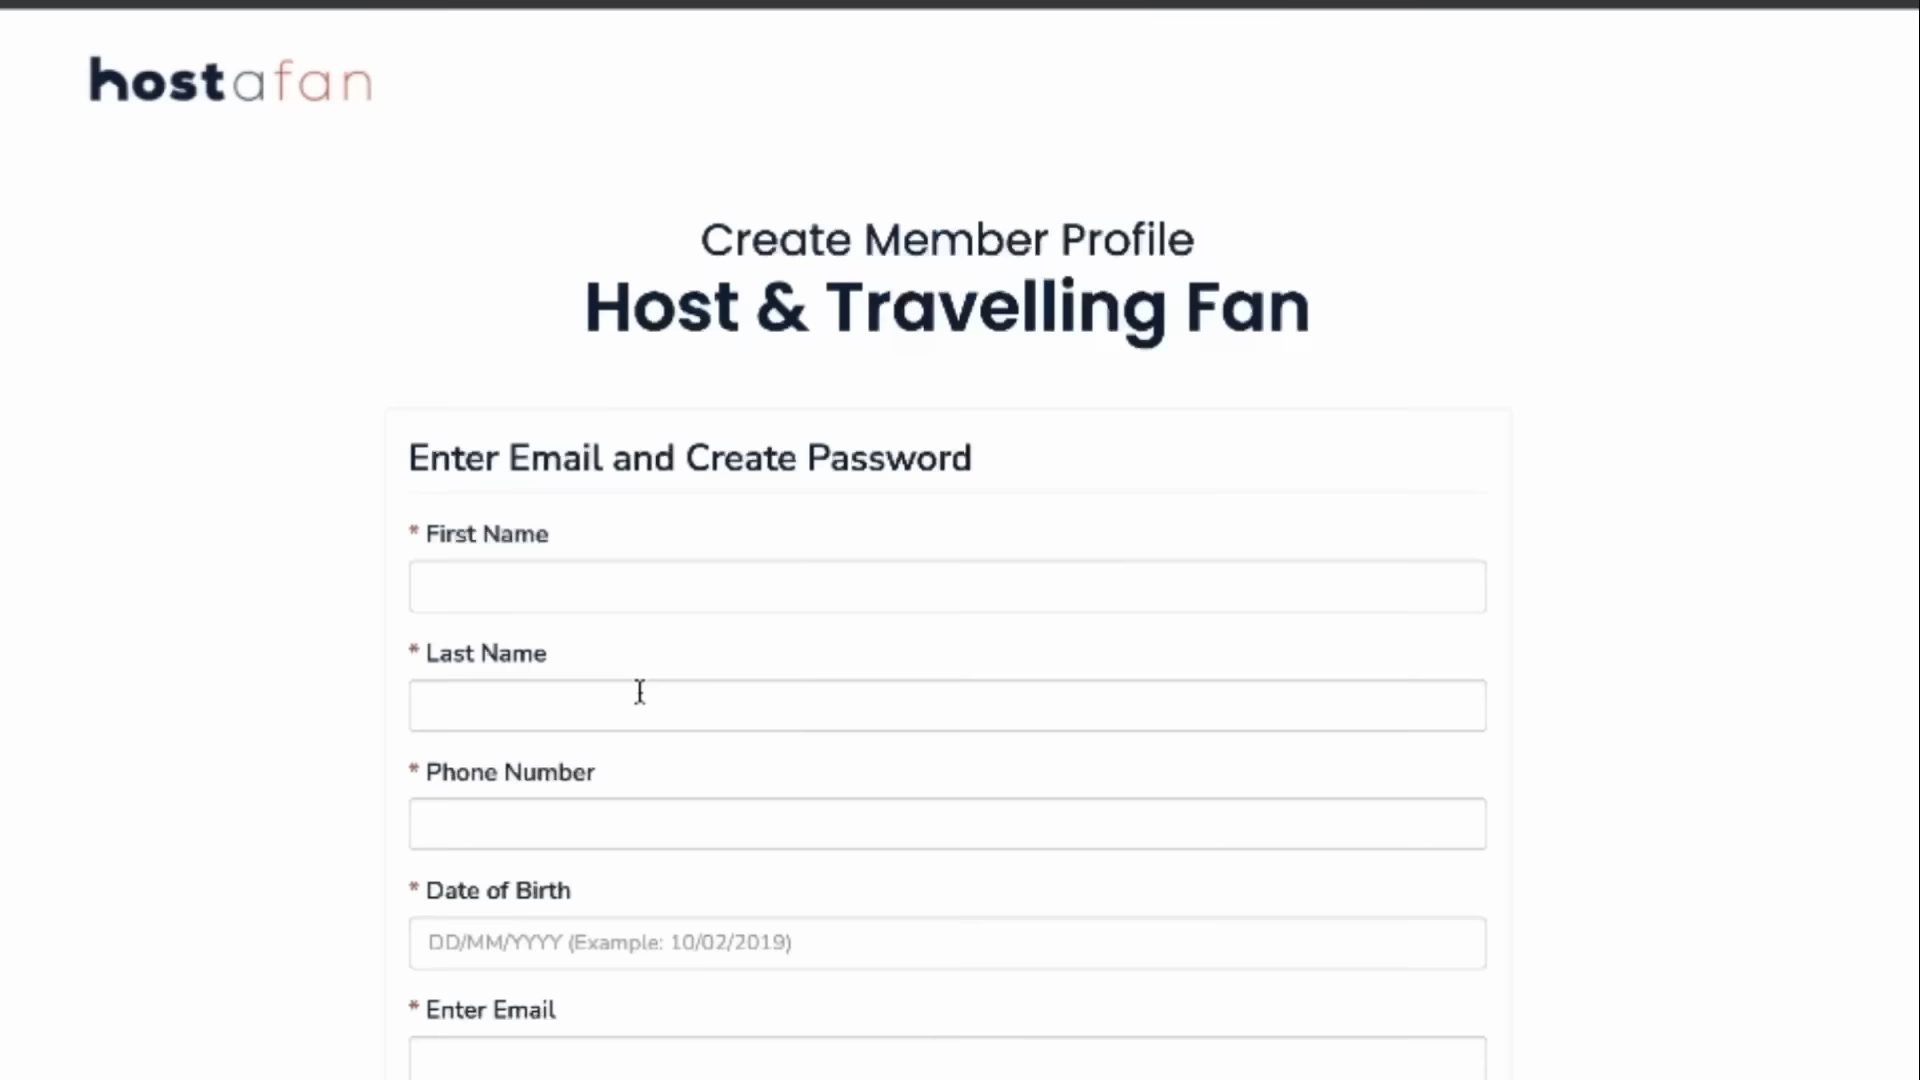 hostafan
Create Member Profile
Host & Travelling Fan
Enter Email and Create Password
* First Name
* Last Name
* Phone Number
* Date of Birth
DD/MM/YYYY (Example: 10/02/2019)
* Enter Email